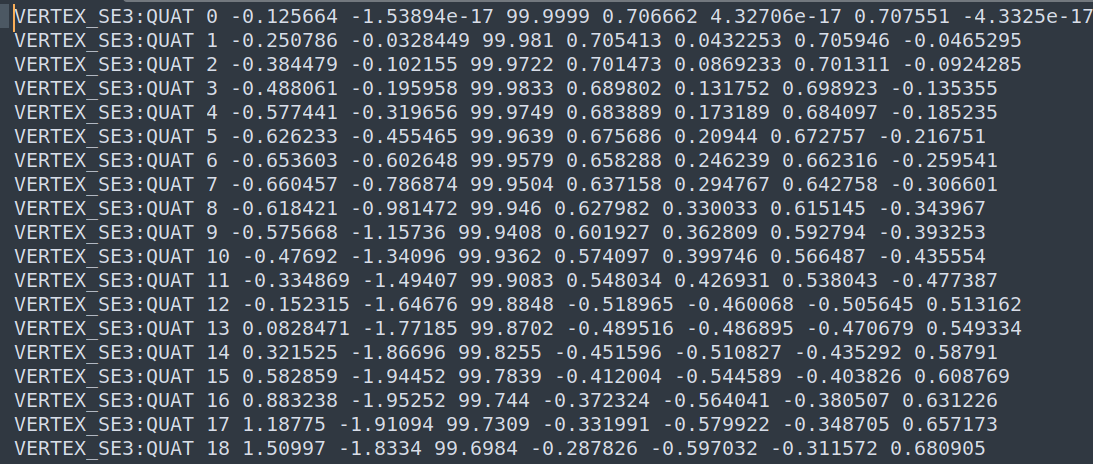 VERTEX_SE3:QUAT 0 -0.125664 -1.53894e-17 99.9999 0.706662 4.32706e-17 0.707551 -4.3325e-17
VERTEX_SE3:QUAT 1 -0.250786 -0.0328449 99.981 0.705413 0.0432253 0.705946 -0.0465295
VERTEX_SE3:QUAT 2 -0.384479 -0.102155 99.9722 0.701473 0.0869233 0.701311 -0.0924285
VERTEX_SE3:QUAT 3 -0.488061 -0.195958 99.9833 0.689802 0.131752 0.698923 -0.135355
VERTEX_SE3:QUAT 4 -0.577441 -0.319656 99.9749 0.683889 0.173189 0.684097 -0.185235
VERTEX_SE3:QUAT 5 -0.626233 -0.455465 99.9639 0.675686 0.20944 0.672757 -0.216751
VERTEX_SE3:QUAT 6 -0.653603 -0.602648 99.9579 0.658288 0.246239 0.662316 -0.259541
VERTEX_SE3:QUAT 7 -0.660457 -0.786874 99.9504 0.637158 0.294767 0.642758 -0.306601
VERTEX_SE3:QUAT 8 -0.618421 -0.981472 99.946 0.627982 0.330033 0.615145 -0.343967
VERTEX_SE3:QUAT 9 -0.575668 -1.15736 99.9408 0.601927 0.362809 0.592794 -0.393253
VERTEX_SE3:QUAT 10 -0.47692 -1.34096 99.9362 0.574097 0.399746 0.566487 -0.435554
VERTEX_SE3:QUAT 11 -0.334869 -1.49407 99.9083 0.548034 0.426931 0.538043 -0.477387
VERTEX_SE3:QUAT 12 -0.152315 -1.64676 99.8848 -0.518965 -0.460068 -0.505645 0.513162
VERTEX_SE3:QUAT 13 0.0828471 -1.77185 99.8702 -0.489516 -0.486895 -0.470679 0.549334
VERTEX_SE3:QUAT 14 0.321525 -1.86696 99.8255 -0.451596 -0.510827 -0.435292 0.58791
VERTEX_SE3:QUAT 15 0.582859 -1.94452 99.7839 -0.412004 -0.544589 -0.403826 0.608769
VERTEX_SE3:QUAT 16 0.883238 -1.95252 99.744 -0.372324 -0.564041 -0.380507 0.631226
VERTEX_SE3:QUAT 17 1.18775 -1.91094 99.7309 -0.331991 -0.579922 -0.348705 0.657173
VERTEX_SE3:QUAT 18 1.50997 -1.8334 99.6984 -0.287826 -0.597032 -0.311572 0.680905